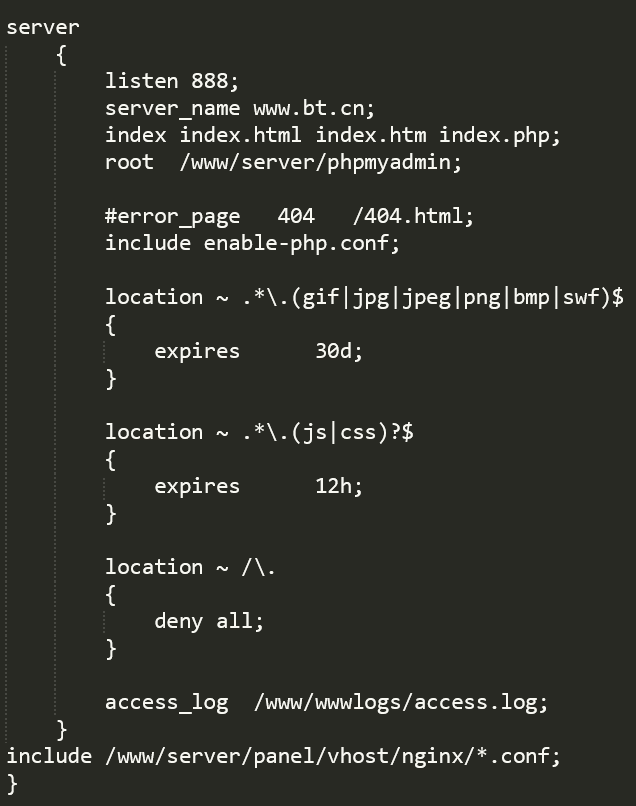 server
    {
        listen 888;
        server_name www.bt.cn;
        index index.html index.htm index.php;
        root  /www/server/phpmyadmin;

        #error_page   404   /404.html;
        include enable-php.conf;

        location ~ .*\.(gif|jpg|jpeg|png|bmp|swf)$
        {
            expires      30d;
        }

        location ~ .*\.(js|css)?$
        {
            expires      12h;
        }

        location ~ /\.
        {
            deny all;
        }

        access_log  /www/wwwlogs/access.log;
    }
include /www/server/panel/vhost/nginx/*.conf;
}